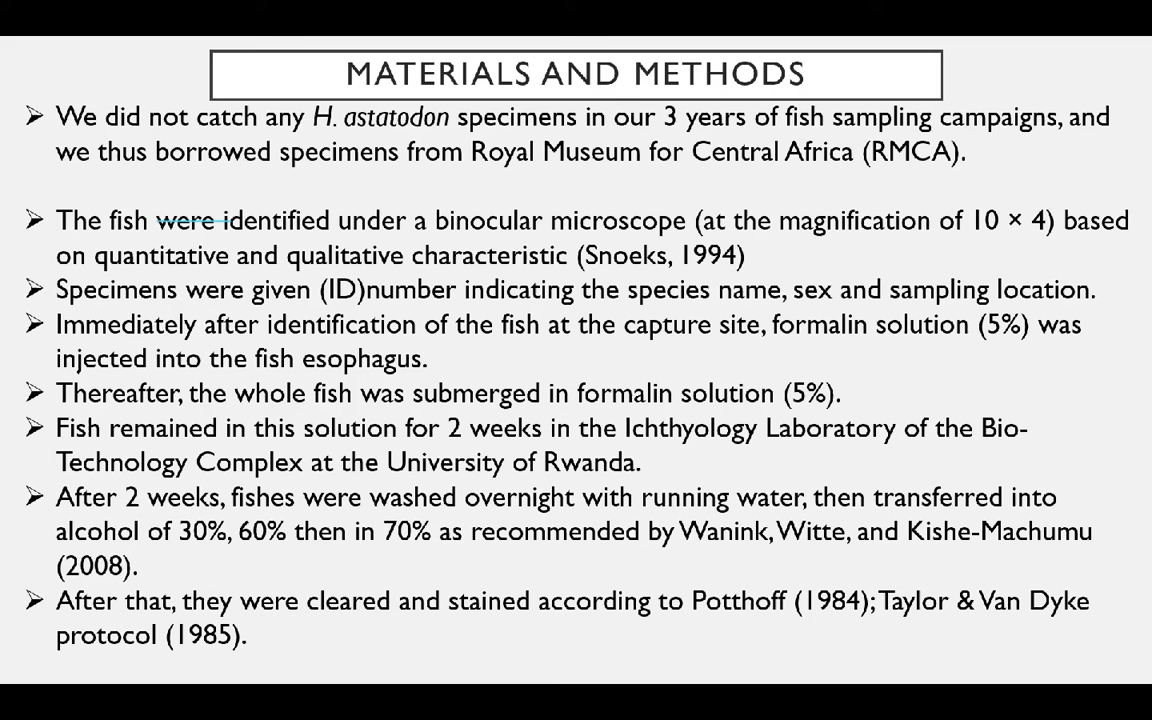 MATERIALS AND METHODS
➢ We did not catch any H. astatodon specimens in our 3 years of fish sampling campaigns, and
we thus borrowed specimens from Royal Museum for Central Africa (RMCA).
➢ The fish were identified under a binocular microscope (at the magnification of 10 × 4) based
on quantitative and qualitative characteristic (Snoeks, 1994)
➢ Specimens were given (ID)number indicating the species name, sex and sampling location.
➢ Immediately after identification of the fish at the capture site, formalin solution (5%) was
injected into the fish esophagus.
➢ Thereafter, the whole fish was submerged in formalin solution (5%).
➢ Fish remained in this solution for 2 weeks in the Ichthyology Laboratory of the Bio-
Technology Complex at the University of Rwanda.
➢ After 2 weeks, fishes were washed overnight with running water, then transferred into
alcohol of 30%, 60% then in 70% as recommended by Wanink, Witte, and Kishe-Machumu
(2008).
➢ After that, they were cleared and stained according to Potthoff (1984); Taylor & Van Dyke
protocol (1985).